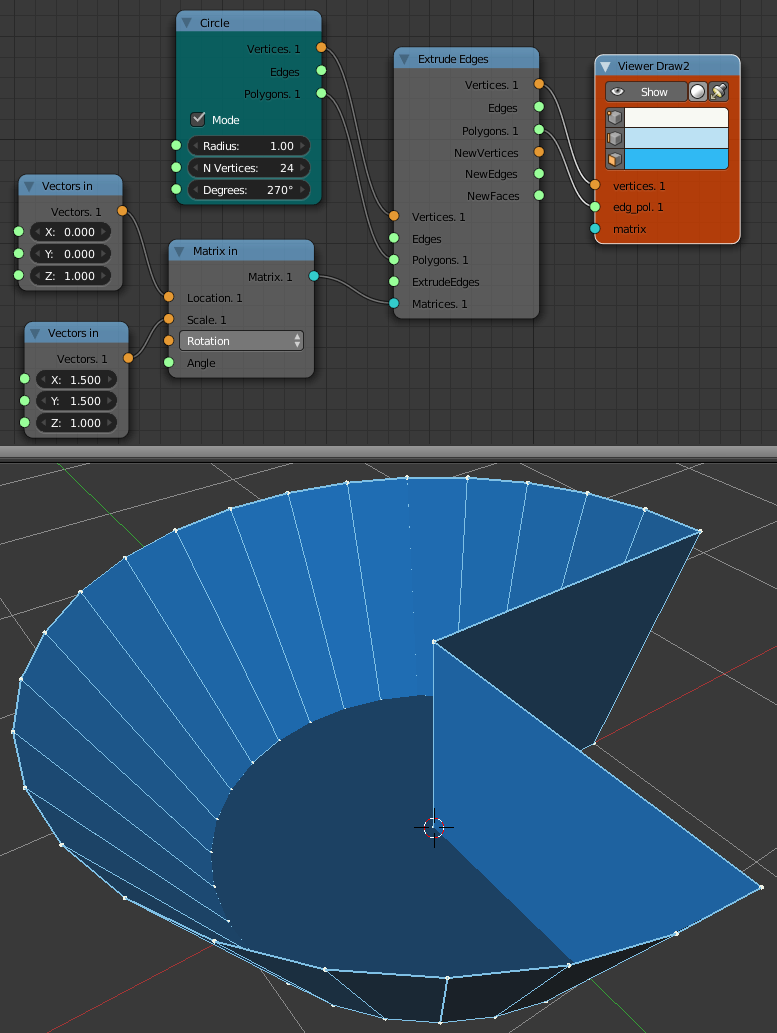 Circle
Vertices. 1
Edges
Polygons. 1
Mode
Radius: 1.00
N Vertices: 24
Degrees: 270°
Extrude Edges
Vertices. 1
Edges
Polygons. 1
NewVertices
NewEdges
NewFaces
Vertices. 1
Edges
Polygons. 1
ExtrudeEdges
Matrices. 1
Viewer Draw2
Show
vertices. 1
edg_pol. 1
matrix
Vectors in
Vectors. 1
X: 0.000
Y: 0.000
Z: 1.000
Matrix in
Matrix. 1
Location. 1
Scale. 1
Rotation
Angle
Vectors in
Vectors. 1
X: 1.500
Y: 1.500
Z: 1.000